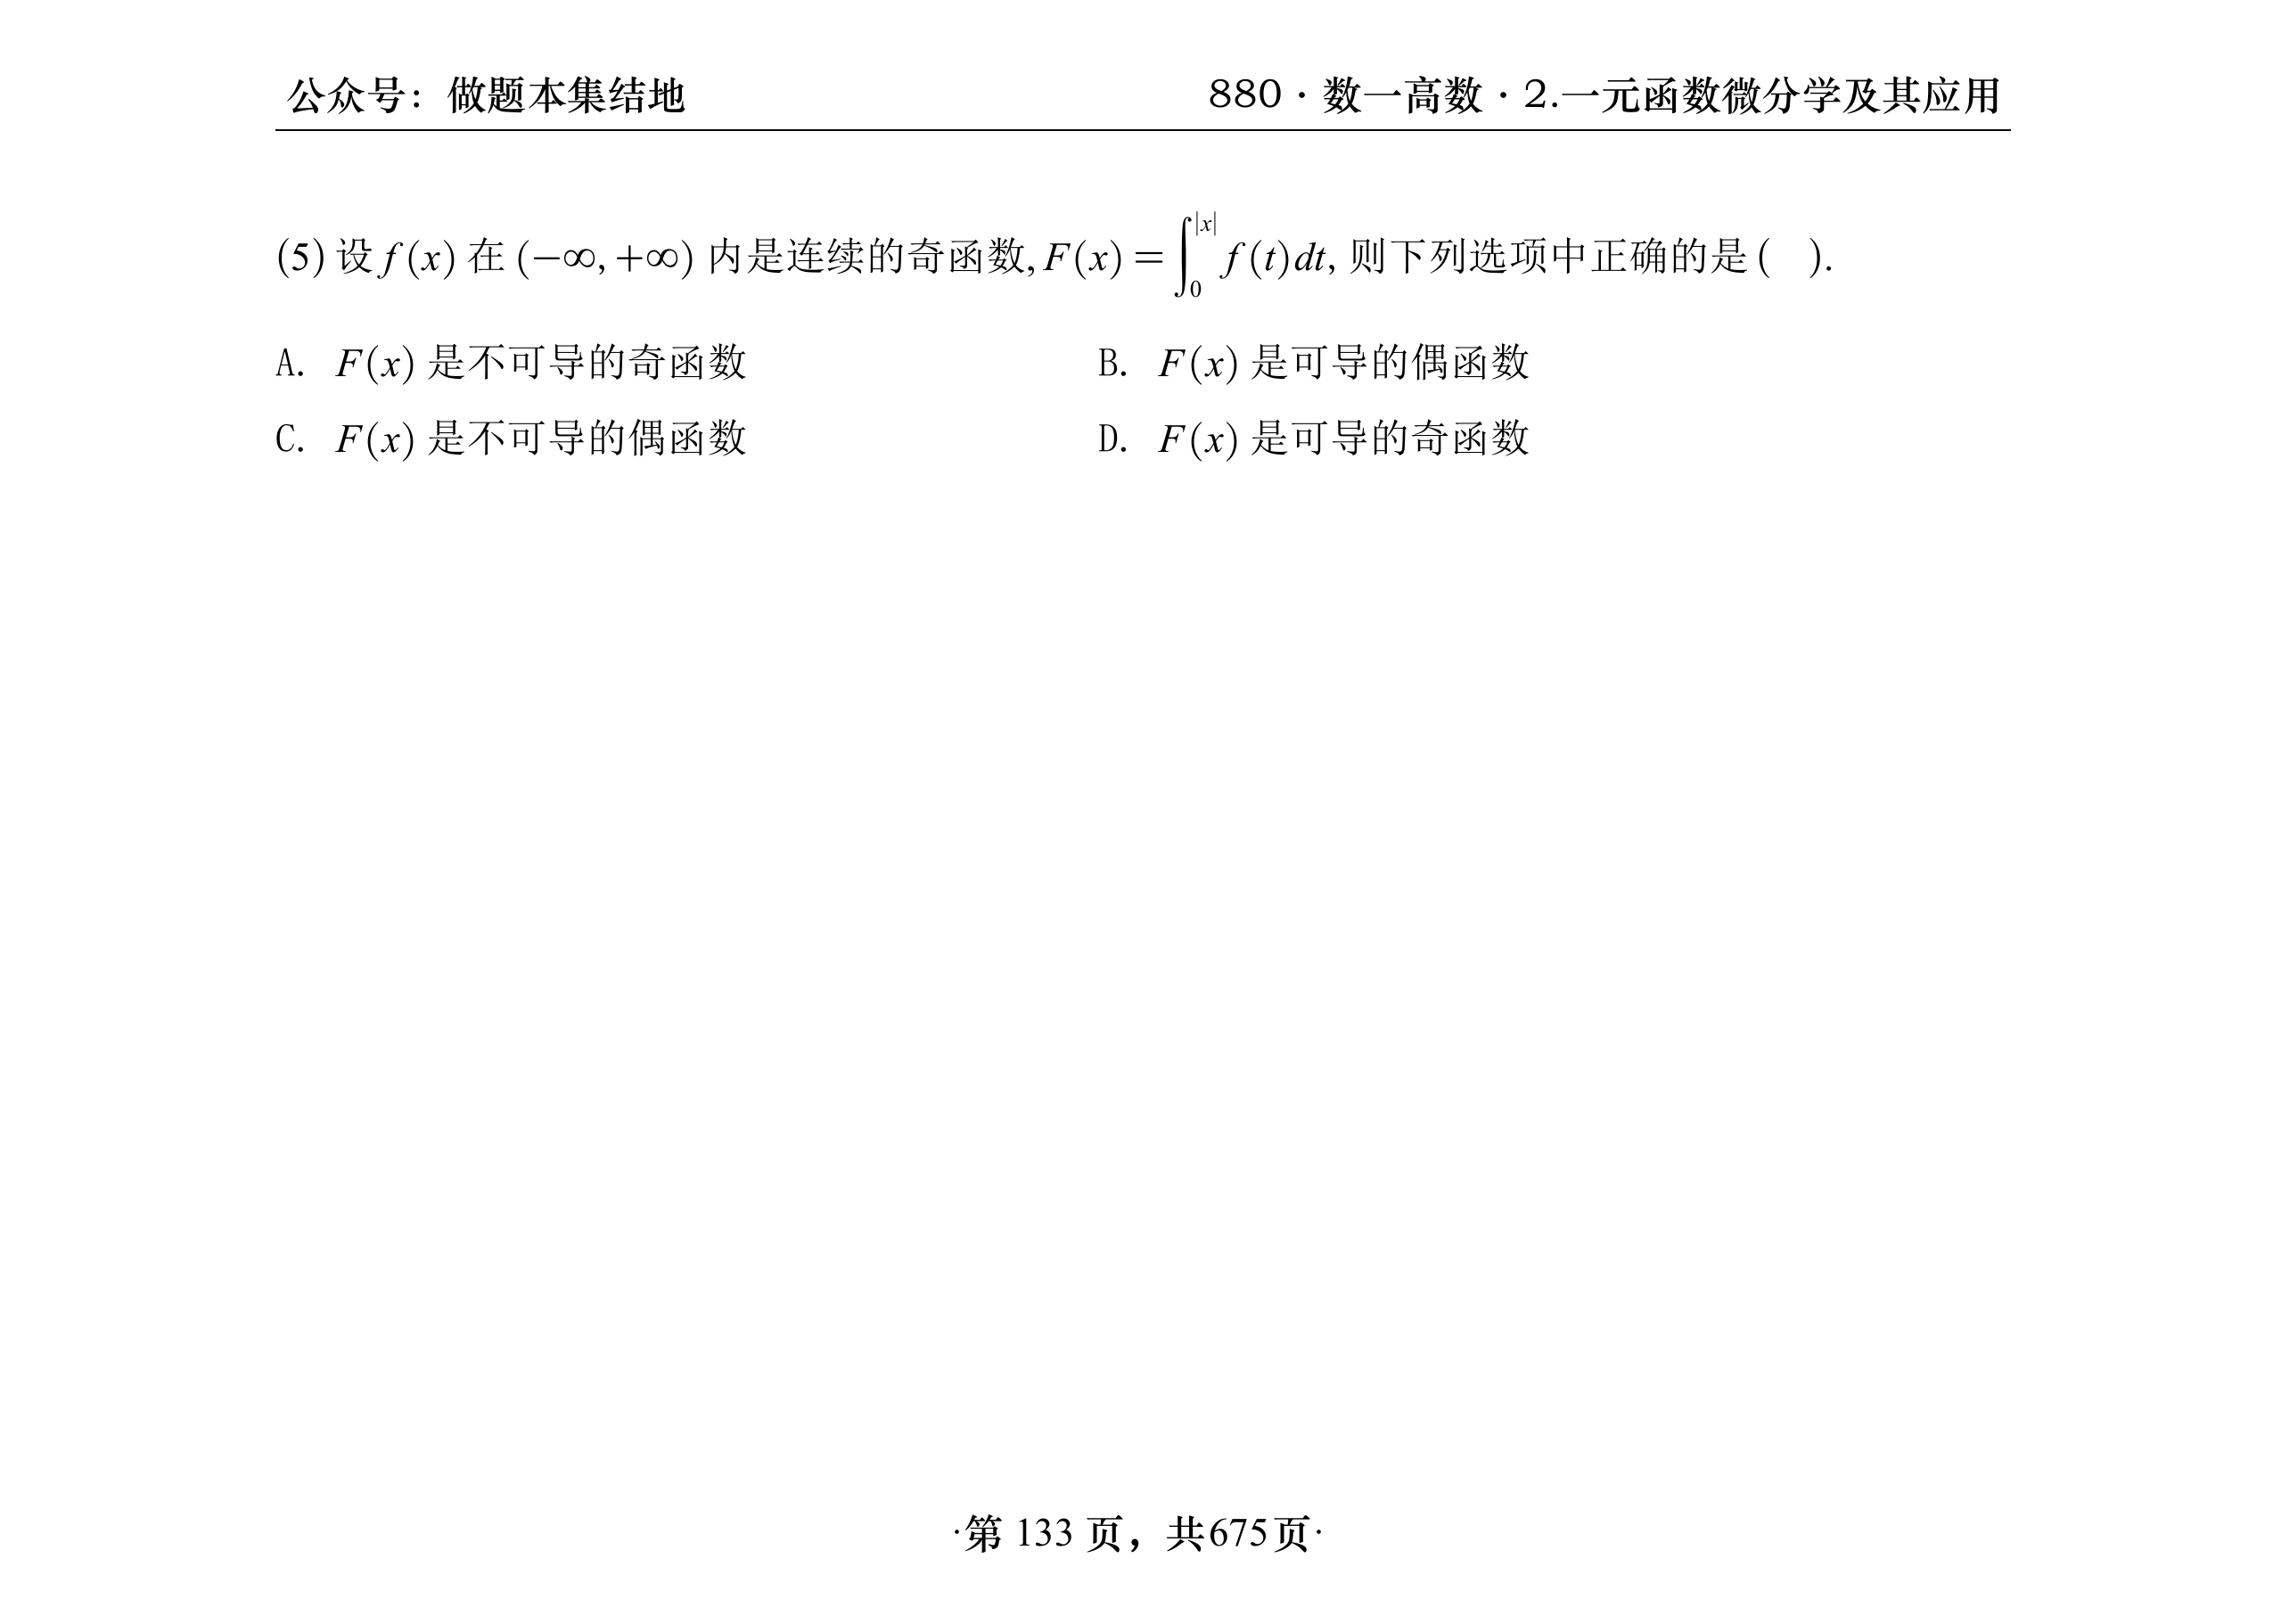 公众号：做题本集结地
880·数一高数·2.一元函数微分学及其应用
(5) 设 f(x) 在 (−∞,+∞) 内是连续的奇函数, F(x) = ∫₀^|x| f(t)dt, 则下列选项中正确的是 (   ).
A. F(x) 是不可导的奇函数
B. F(x) 是可导的偶函数
C. F(x) 是不可导的偶函数
D. F(x) 是可导的奇函数
·第 133 页，共675页·